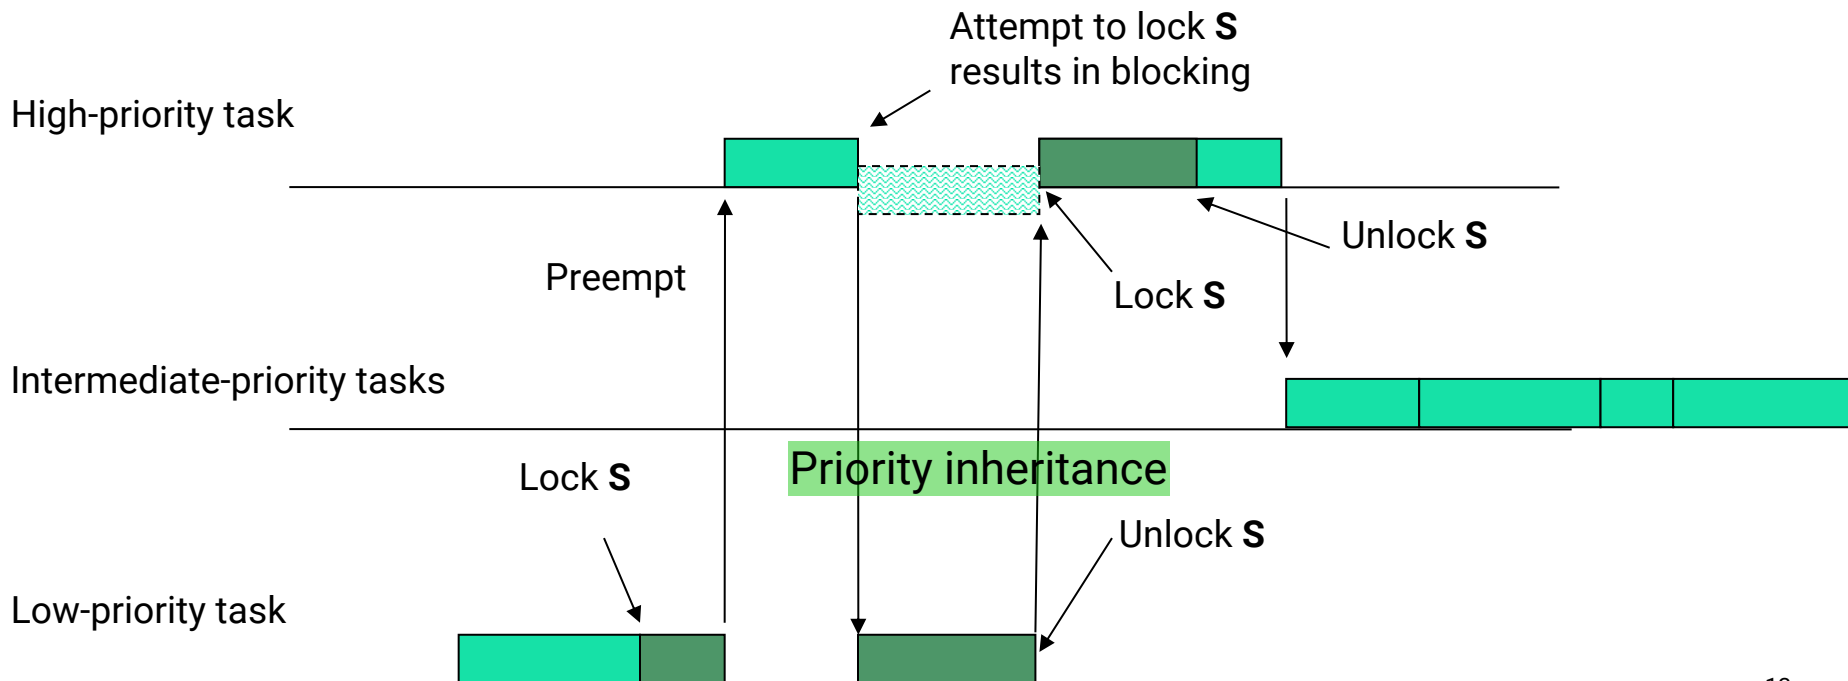 Attempt to lock S
results in blocking
High-priority task
Unlock S
Preempt
Lock S
Intermediate-priority tasks
Priority inheritance
Lock S
Unlock S
Low-priority task